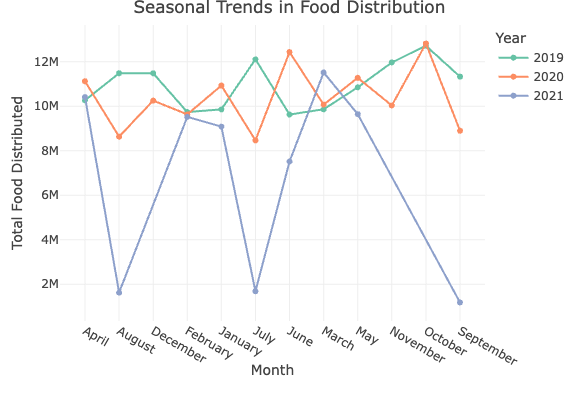 Seasonal Trends in Food Distribution
Year
2019
2020
2021
Total Food Distributed
12M
10M
8M
6M
4M
2M
April
August
December
February
January
July
June
March
May
November
October
September
Month